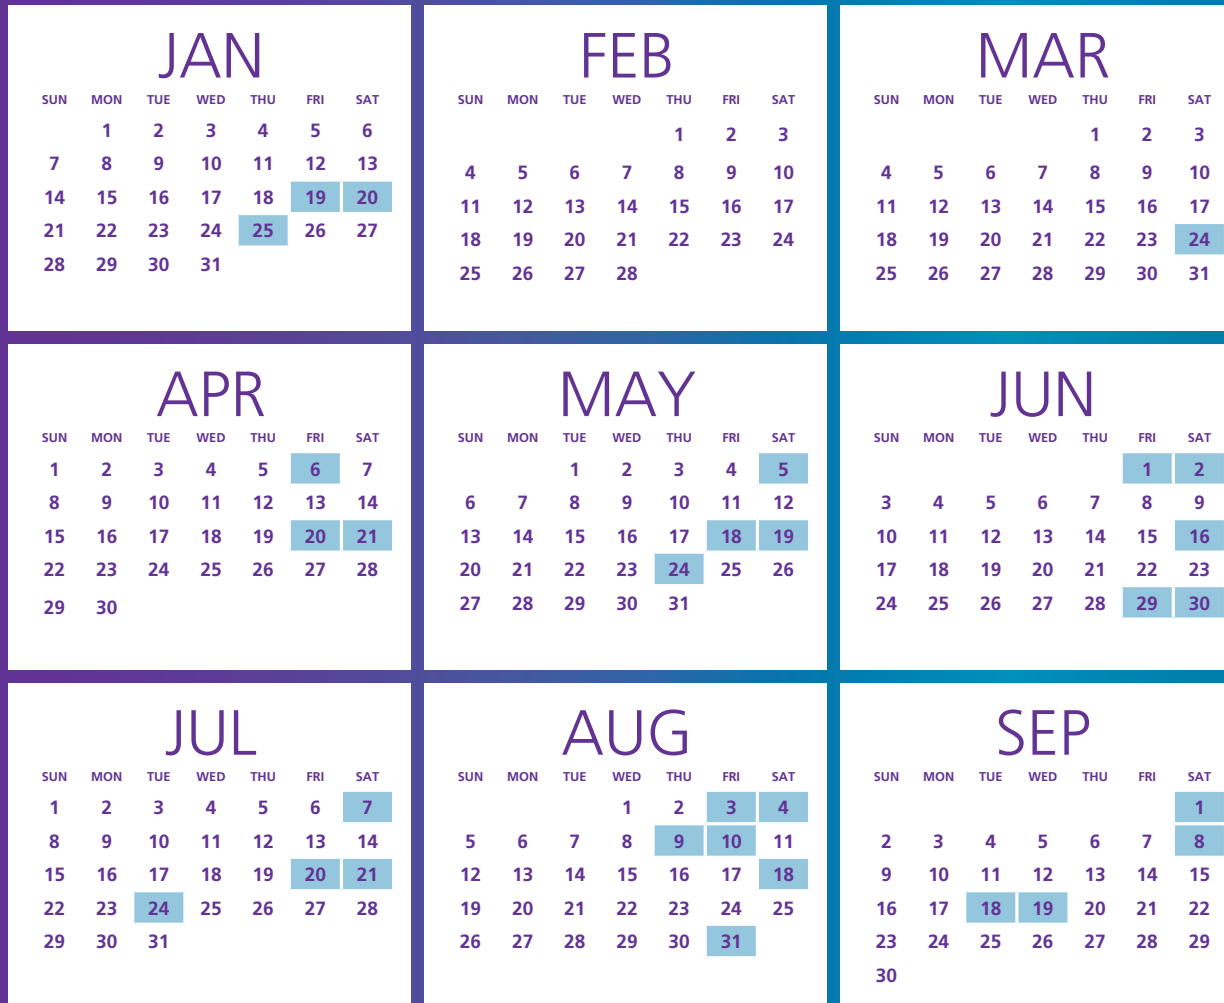 JAN
SUN MON TUE WED THU FRI SAT
1 2 3 4 5 6
7 8 9 10 11 12 13
14 15 16 17 18 19 20
21 22 23 24 25 26 27
28 29 30 31
FEB
SUN MON TUE WED THU FRI SAT
1 2 3
4 5 6 7 8 9 10
11 12 13 14 15 16 17
18 19 20 21 22 23 24
25 26 27 28
MAR
SUN MON TUE WED THU FRI SAT
1 2 3
4 5 6 7 8 9 10
11 12 13 14 15 16 17
18 19 20 21 22 23 24
25 26 27 28 29 30 31
APR
SUN MON TUE WED THU FRI SAT
1 2 3 4 5 6 7
8 9 10 11 12 13 14
15 16 17 18 19 20 21
22 23 24 25 26 27 28
29 30
MAY
SUN MON TUE WED THU FRI SAT
1 2 3 4 5
6 7 8 9 10 11 12
13 14 15 16 17 18 19
20 21 22 23 24 25 26
27 28 29 30 31
JUN
SUN MON TUE WED THU FRI SAT
1 2
3 4 5 6 7 8 9
10 11 12 13 14 15 16
17 18 19 20 21 22 23
24 25 26 27 28 29 30
JUL
SUN MON TUE WED THU FRI SAT
1 2 3 4 5 6 7
8 9 10 11 12 13 14
15 16 17 18 19 20 21
22 23 24 25 26 27 28
29 30 31
AUG
SUN MON TUE WED THU FRI SAT
1 2 3 4
5 6 7 8 9 10 11
12 13 14 15 16 17 18
19 20 21 22 23 24 25
26 27 28 29 30 31
SEP
SUN MON TUE WED THU FRI SAT
1
2 3 4 5 6 7 8
9 10 11 12 13 14 15
16 17 18 19 20 21 22
23 24 25 26 27 28 29
30